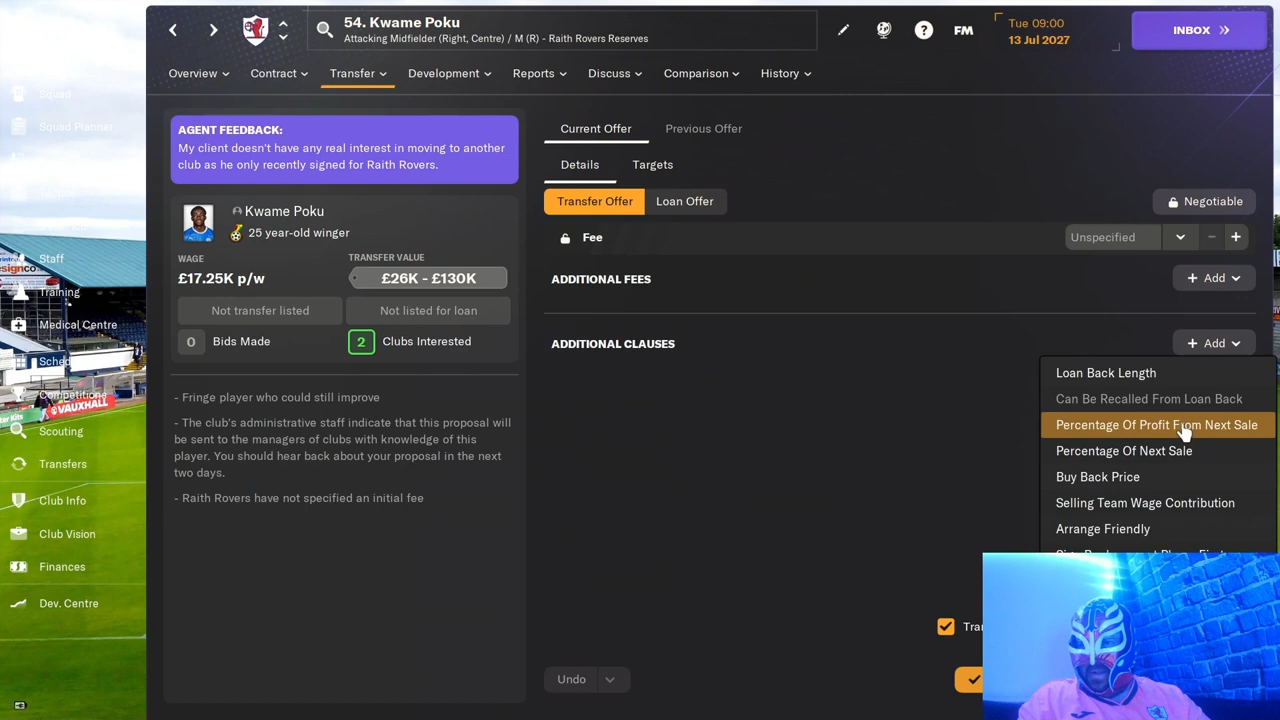 54. Kwame Poku
Attacking Midfielder (Right, Centre) / M (R) - Raith Rovers Reserves
FM
Tue 09:00
13 Jul 2027
INBOX
Overview
Contract
Transfer
Development
Reports
Discuss
Comparison
History
Squad
Squad Planner
Staff
Training
Medical Centre
Sched
Competitions
Scouting
Transfers
Club Info
Club Vision
Finances
Dev. Centre
VAUXHALL
AGENT FEEDBACK:
My client doesn't have any real interest in moving to another
club as he only recently signed for Raith Rovers.
Kwame Poku
25 year-old winger
WAGE
TRANSFER VALUE
£17.25K p/w
£26K - £130K
Not transfer listed
Not listed for loan
0 Bids Made
2 Clubs Interested
- Fringe player who could still improve
- The club's administrative staff indicate that this proposal
will be sent to the managers of clubs with knowledge of this
player. You should hear back about your proposal in the next
two days.
- Raith Rovers have not specified an initial fee
Current Offer
Previous Offer
Details
Targets
Transfer Offer
Loan Offer
Negotiable
Fee
Unspecified
ADDITIONAL FEES
Add
ADDITIONAL CLAUSES
Add
Loan Back Length
Can Be Recalled From Loan Back
Percentage Of Profit From Next Sale
Percentage Of Next Sale
Buy Back Price
Selling Team Wage Contribution
Arrange Friendly
Tran
Undo